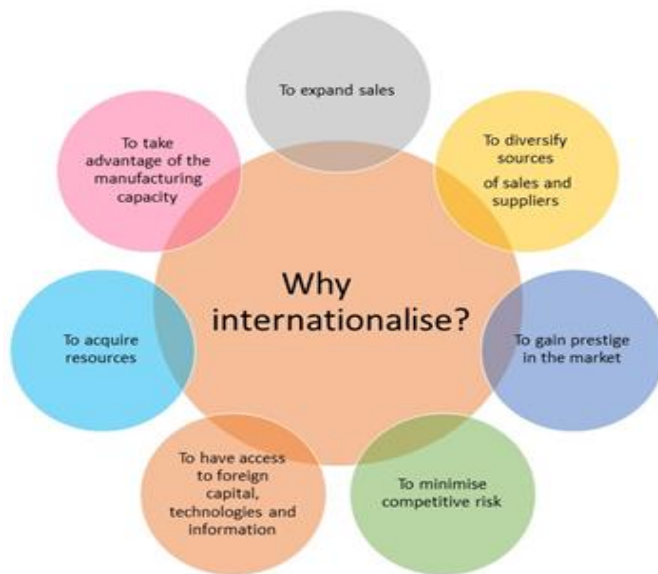 To expand sales
To diversify
sources
of sales and
suppliers
To gain prestige
in the market
To minimise
competitive risk
To have access
to foreign
capital,
technologies and
information
To acquire
resources
To take
advantage of the
manufacturing
capacity
Why
internationalise?